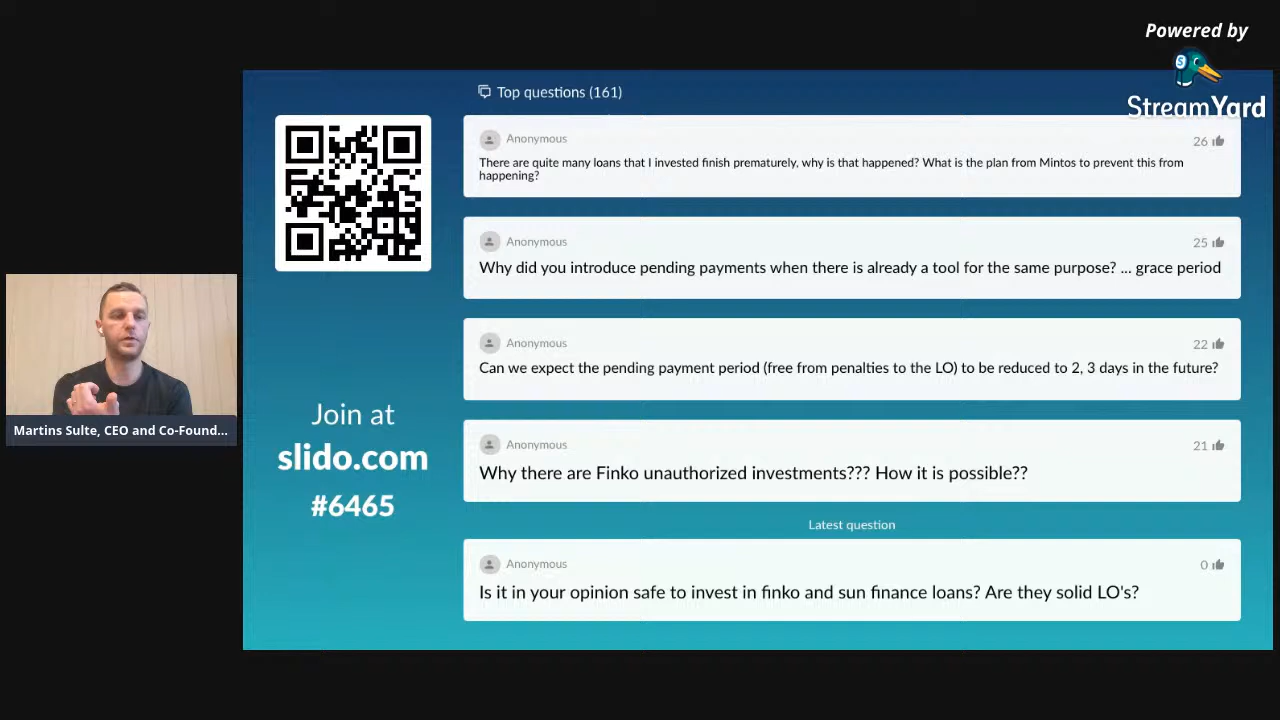 Powered by
StreamYard
Top questions (161)
Anonymous
26
There are quite many loans that I invested finish prematurely, why is that happened? What is the plan from Mintos to prevent this from
happening?
Anonymous
25
Why did you introduce pending payments when there is already a tool for the same purpose? ... grace period
Anonymous
22
Can we expect the pending payment period (free from penalties to the LO) to be reduced to 2, 3 days in the future?
Anonymous
21
Why there are Finko unauthorized investments??? How it is possible??
Latest question
Anonymous
0
Is it in your opinion safe to invest in finko and sun finance loans? Are they solid LO's?
Join at
slido.com
#6465
Martins Sulte, CEO and Co-Found...